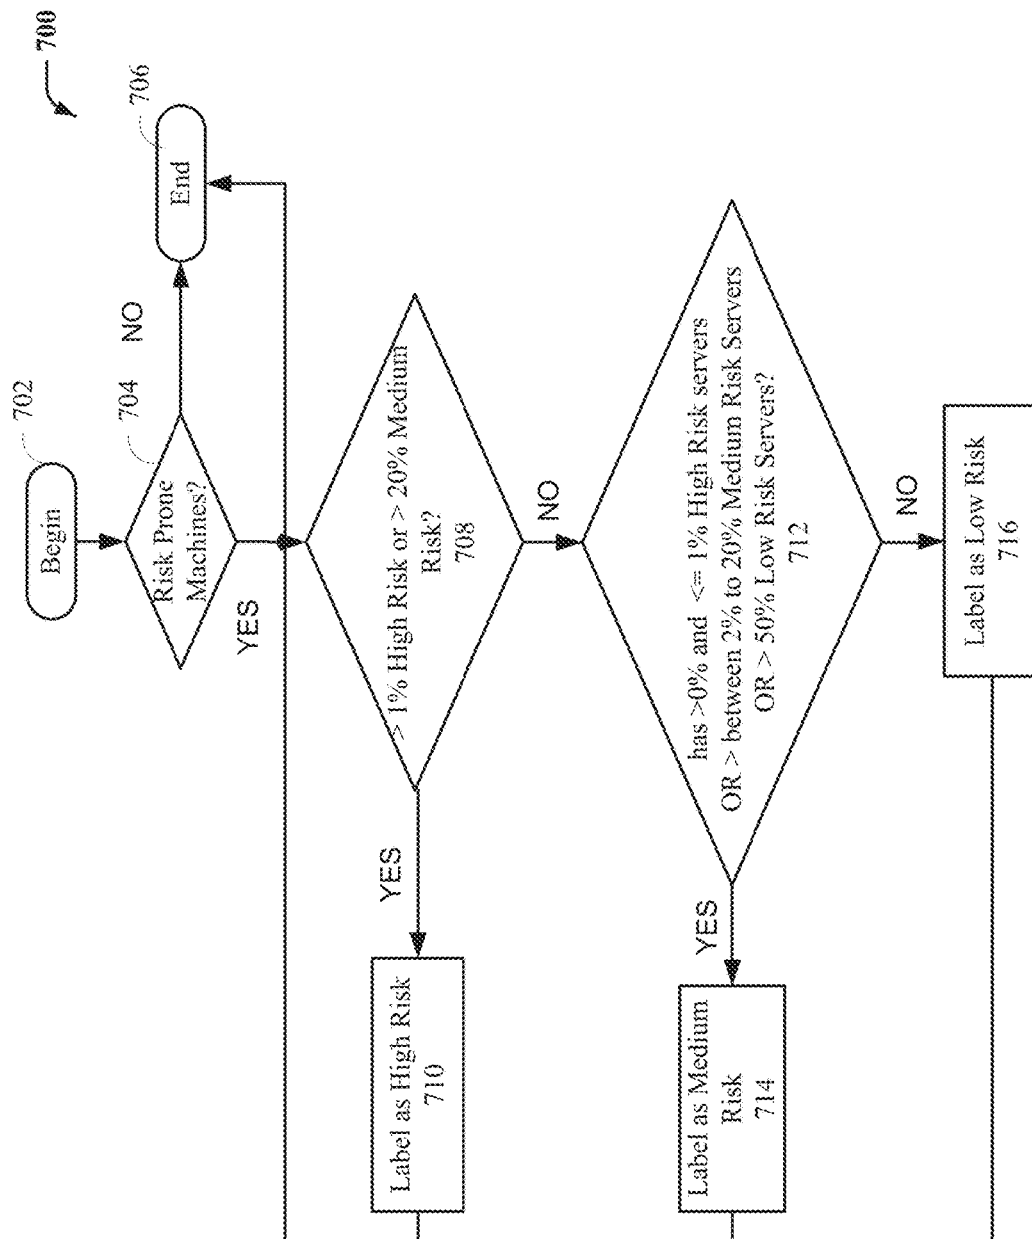 700
Begin
702
Risk Prone
Machines?
704
NO
End
706
YES
> 1% High Risk or > 20% Medium
Risk?
708
YES
Label as High Risk
710
NO
has >0% and <= 1% High Risk servers
OR > between 2% to 20% Medium Risk Servers
OR > 50% Low Risk Servers?
712
YES
Label as Medium
Risk
714
NO
Label as Low Risk
716